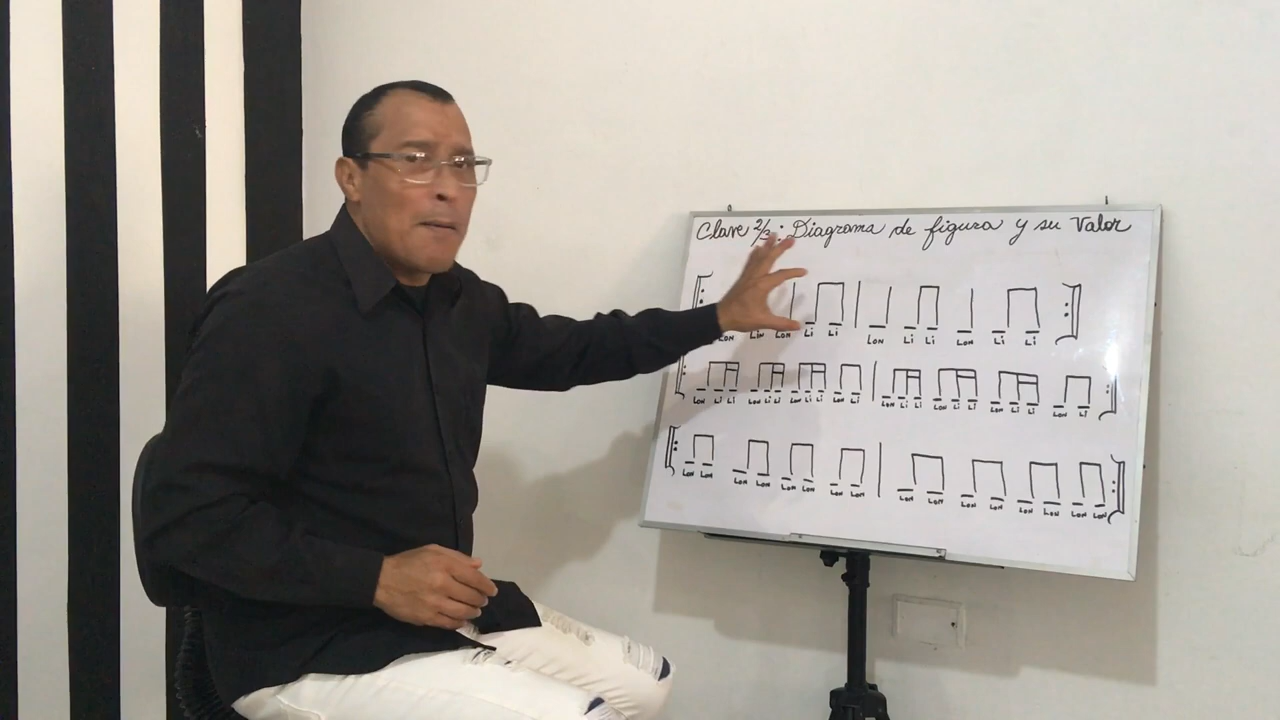 Clave 2/3: Diagrama de figura y su Valor
Lon Lin Lon Li Li Lon Li Li Lon Li Li
Lon Li Li Lon Li Li Lon Li Li Lon Li Lon Li Li Lon Li Li Lon Li Li Lon Li
Lon Lon Lon Lon Lon Lon Lon Lon Lon Lon Lon Lon Lon Lon Lon Lon